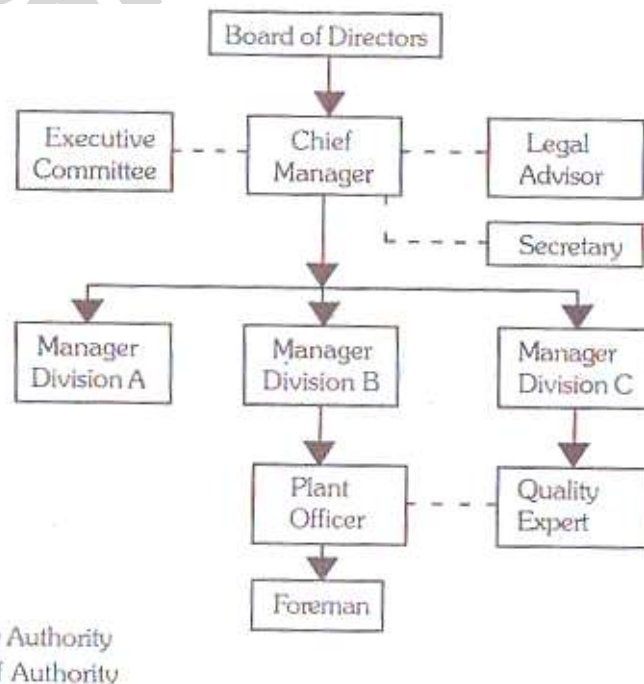 Board of Directors
Executive
Committee
Chief
Manager
Legal
Advisor
Secretary
Manager
Division A
Manager
Division B
Manager
Division C
Plant
Officer
Quality
Expert
Foreman
Authority
Authority